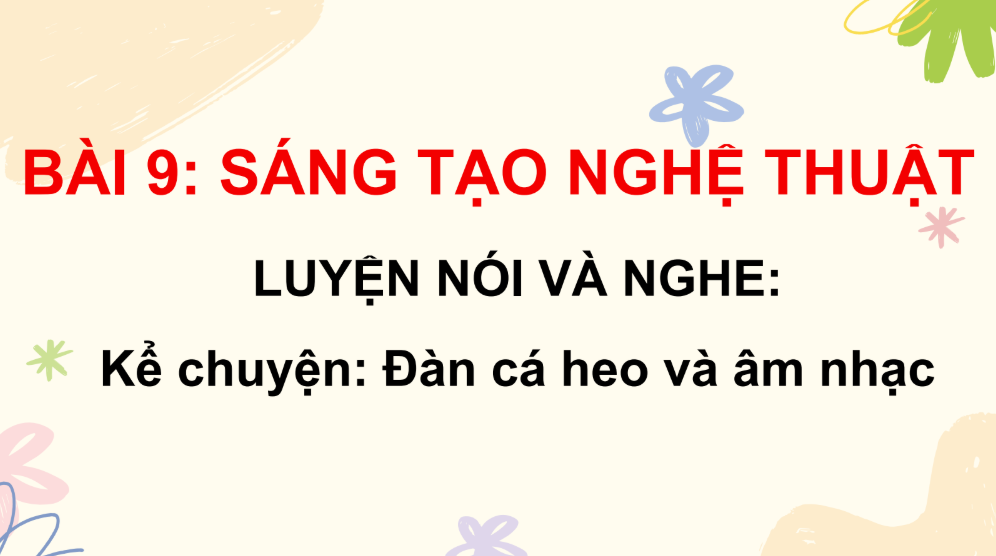 BÀI 9: SÁNG TẠO NGHỆ THUẬT
LUYỆN NÓI VÀ NGHE:
Kể chuyện: Đàn cá heo và âm nhạc